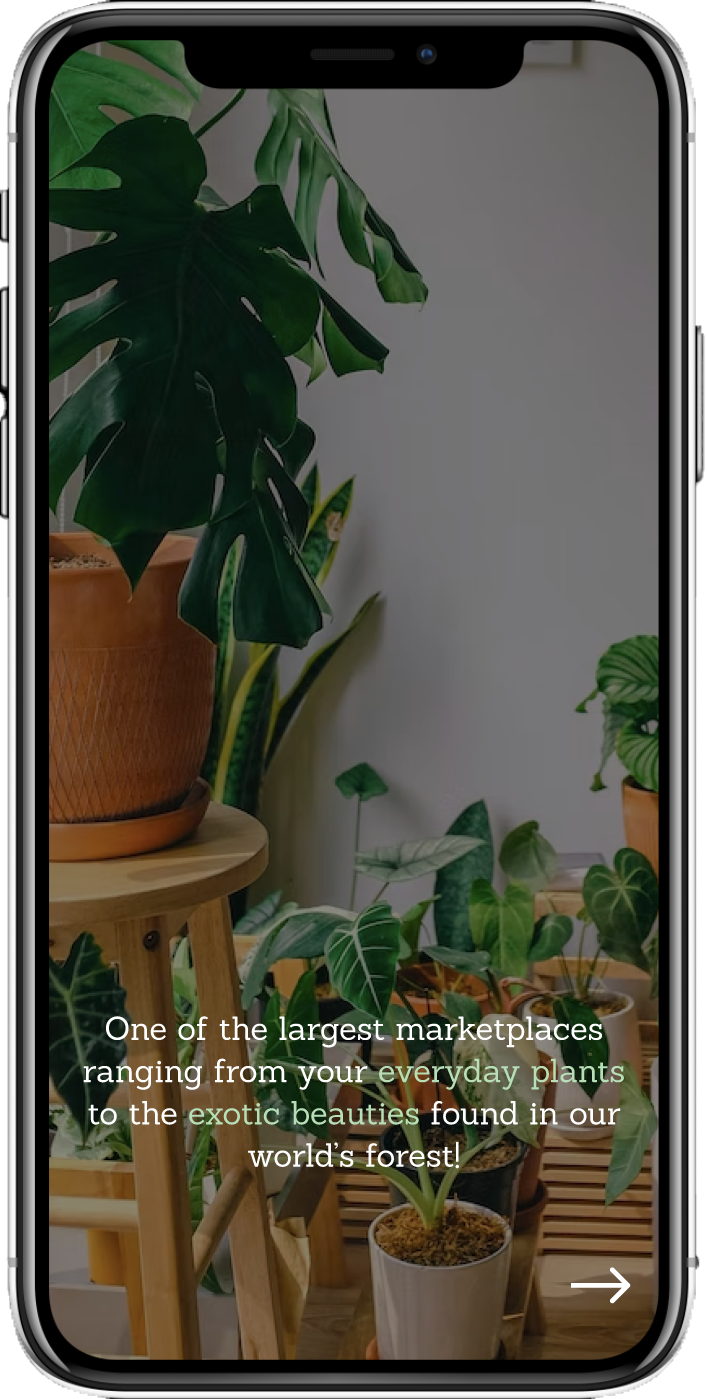 One of the largest marketplaces
ranging from your everyday plants
to the exotic beauties found in our
world's forest!